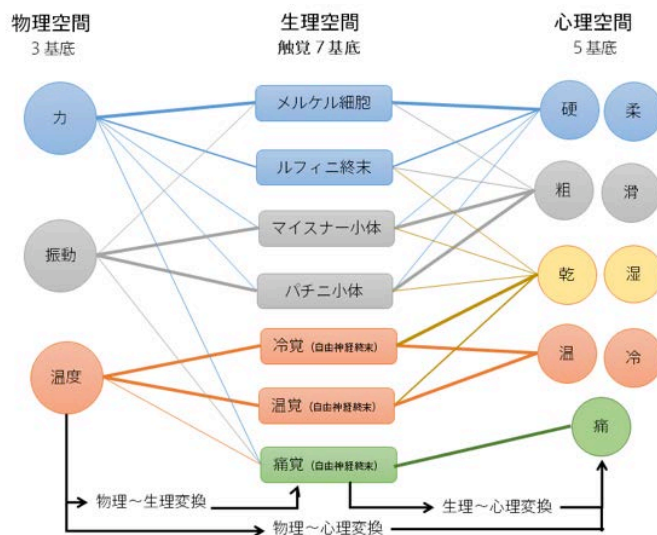 物理空間
3基底
生理空間
触覚7基底
心理空間
5基底
力
メルケル細胞
硬
柔
ルフィニ終末
粗
滑
マイスナー小体
振動
パチニ小体
乾
湿
冷覚(自由神経終末)
温
冷
温度
温覚(自由神経終末)
痛
痛覚(自由神経終末)
物理～生理変換
生理～心理変換
物理～心理変換